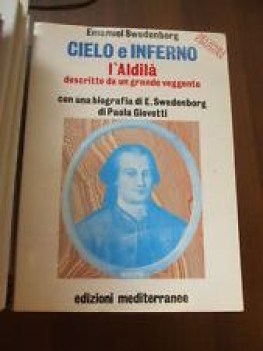 Emanuel Swedenborg
CIELO e INFERNO
l'Aldilà
descritto da un grande veggente
con una biografia di E. Swedenborg
di Paola Giovetti
edizioni mediterranee